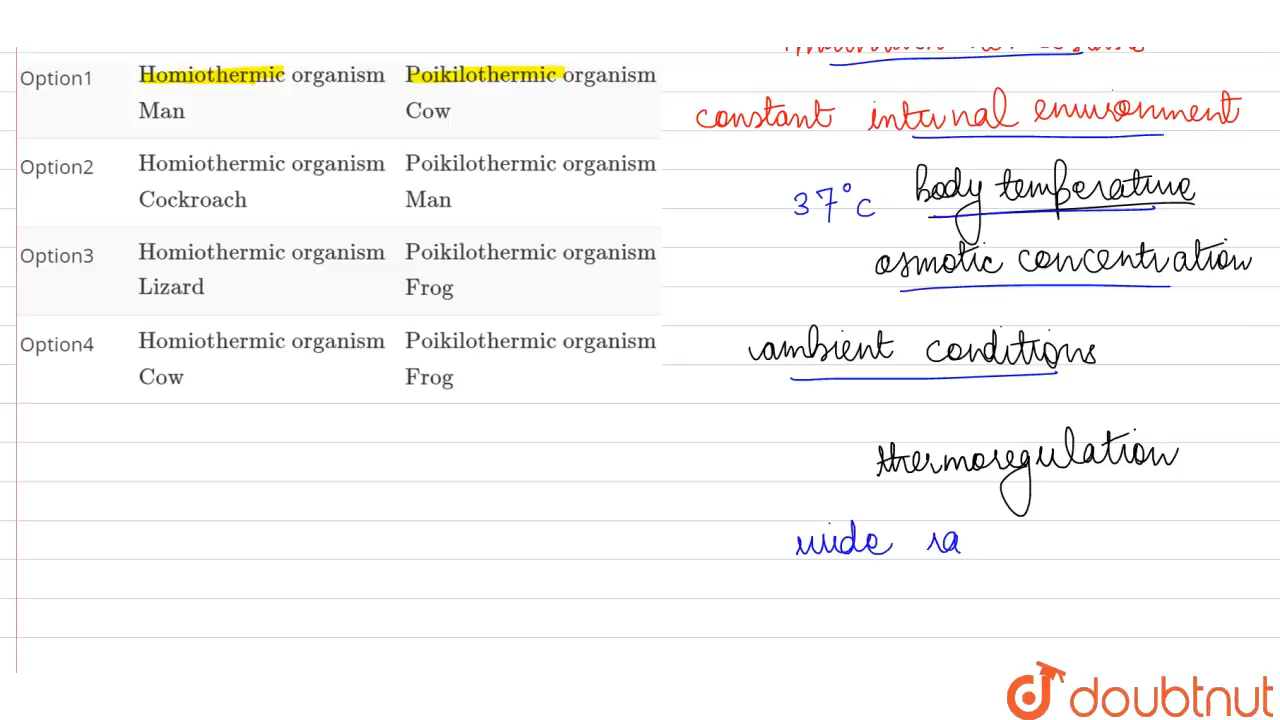 Option1 Homiothermic organism Poikilothermic organism
Man Cow
Option2 Homiothermic organism Poikilothermic organism
Cockroach Man
Option3 Homiothermic organism Poikilothermic organism
Lizard Frog
Option4 Homiothermic organism Poikilothermic organism
Cow Frog
constant internal environment
37°C body temperature
osmotic concentration
ambient conditions
thermoregulation
wide ra
doubtnut